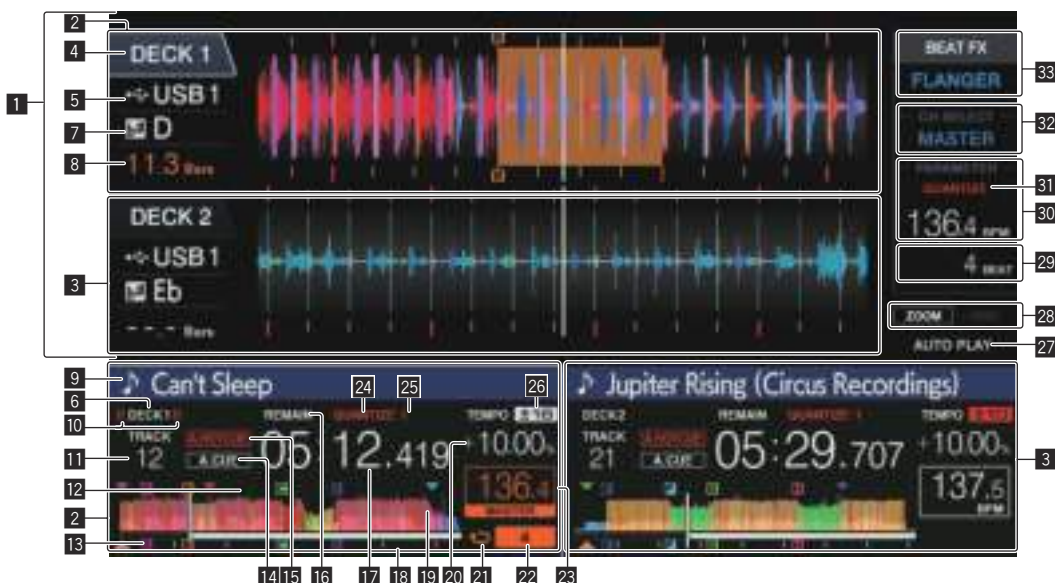 1
2
4
DECK 1
5
USB 1
7
D
8
11.3 Bars
BEAT FX
FLANGER
33
CH SELECT
MASTER
32
PARAMETER
QUANTIZE
31
136.4 BPM
30
3
DECK 2
USB 1
Eb
--.- Bars
4 BEAT
29
ZOOM
28
AUTO PLAY
27
9
Can't Sleep
6
DECK1
24
25
26
10
REMAIN
QUANTIZE
TEMPO
±10
11
TRACK
12
A.CUE
05
12.419
10.00%
12
136.4
MASTER
2
13
4
14
15
16
17
18
19
20
21
22
23
Jupiter Rising (Circus Recordings)
DECK2
REMAIN
QUANTIZE
TEMPO
±10
TRACK
21
A.CUE
05:29.707
+10.00%
137.5
BPM
3